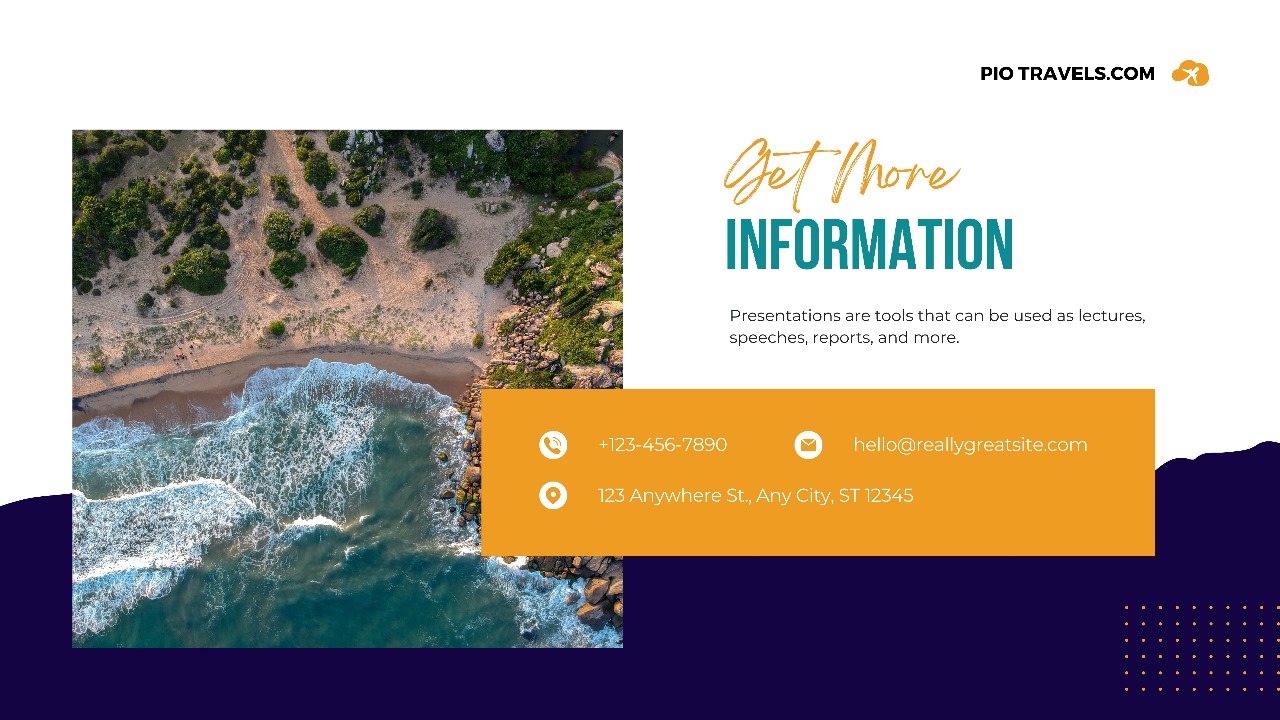 PIO TRAVELS.COM
Get More
INFORMATION
Presentations are tools that can be used as lectures,
speeches, reports, and more.
+123-456-7890
hello@reallygreatsite.com
123 Anywhere St., Any City, ST 12345